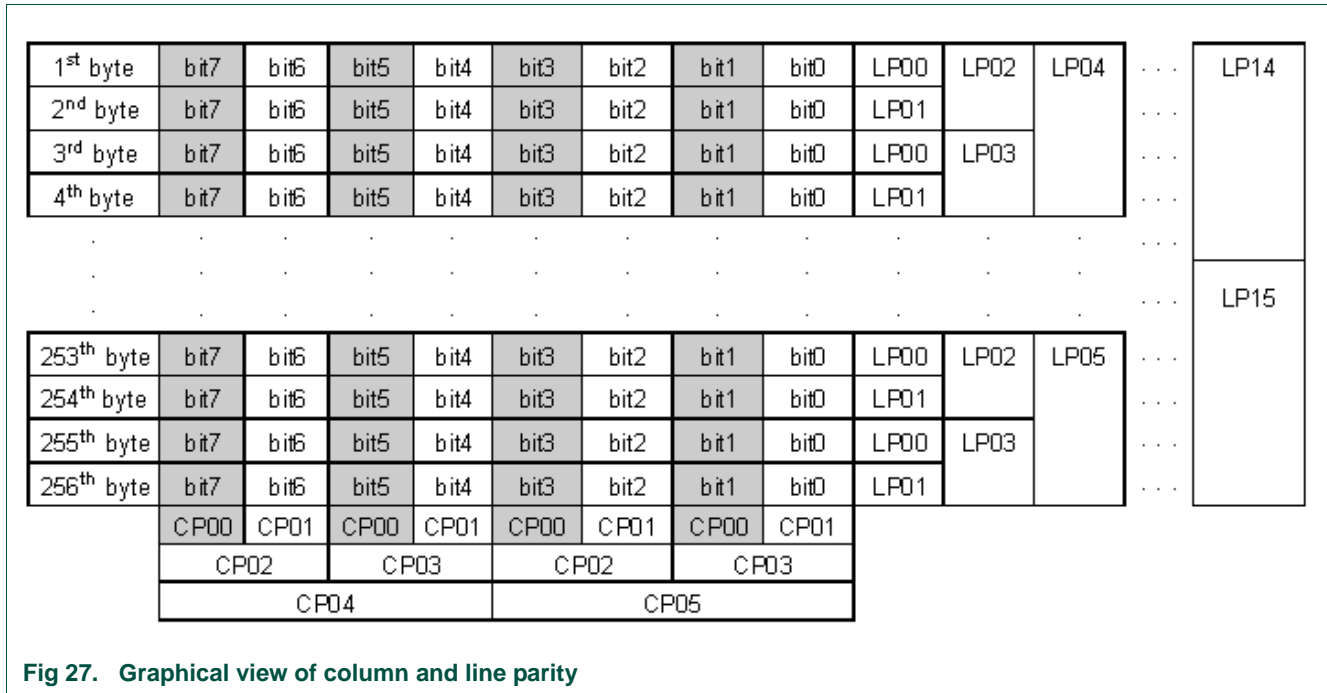 1st byte bit7 bit6 bit5 bit4 bit3 bit2 bit1 bit0 LP00 LP02 LP04 . . . LP14
2nd byte bit7 bit6 bit5 bit4 bit3 bit2 bit1 bit0 LP01 . . .
3rd byte bit7 bit6 bit5 bit4 bit3 bit2 bit1 bit0 LP00 LP03 . . .
4th byte bit7 bit6 bit5 bit4 bit3 bit2 bit1 bit0 LP01 . . .
. . . . . . . . . . . . . . .
. . . . . . . . . . . .
. . . . . . . . . . . . . . . LP15
253th byte bit7 bit6 bit5 bit4 bit3 bit2 bit1 bit0 LP00 LP02 LP05 . . .
254th byte bit7 bit6 bit5 bit4 bit3 bit2 bit1 bit0 LP01 . . .
255th byte bit7 bit6 bit5 bit4 bit3 bit2 bit1 bit0 LP00 LP03 . . .
256th byte bit7 bit6 bit5 bit4 bit3 bit2 bit1 bit0 LP01 . . .
CP00 CP01 CP00 CP01 CP00 CP01 CP00 CP01
CP02 CP03 CP02 CP03
CP04 CP05
Fig 27. Graphical view of column and line parity